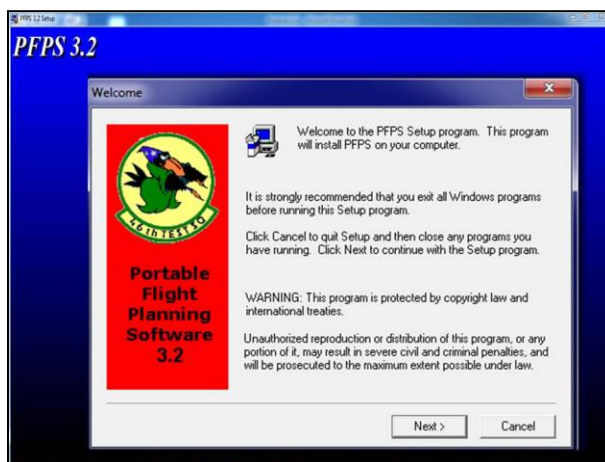 PFPS 3.2 Setup
PFPS 3.2
Welcome
Welcome to the PFPS Setup program. This program
will install PFPS on your computer.
It is strongly recommended that you exit all Windows programs
before running this Setup program.
Click Cancel to quit Setup and then close any programs you
have running. Click Next to continue with the Setup program.
WARNING: This program is protected by copyright law and
international treaties.
Unauthorized reproduction or distribution of this program, or any
portion of it, may result in severe civil and criminal penalties, and
will be prosecuted to the maximum extent possible under law.
46th TEST SQ
Portable
Flight
Planning
Software
3.2
Next >
Cancel